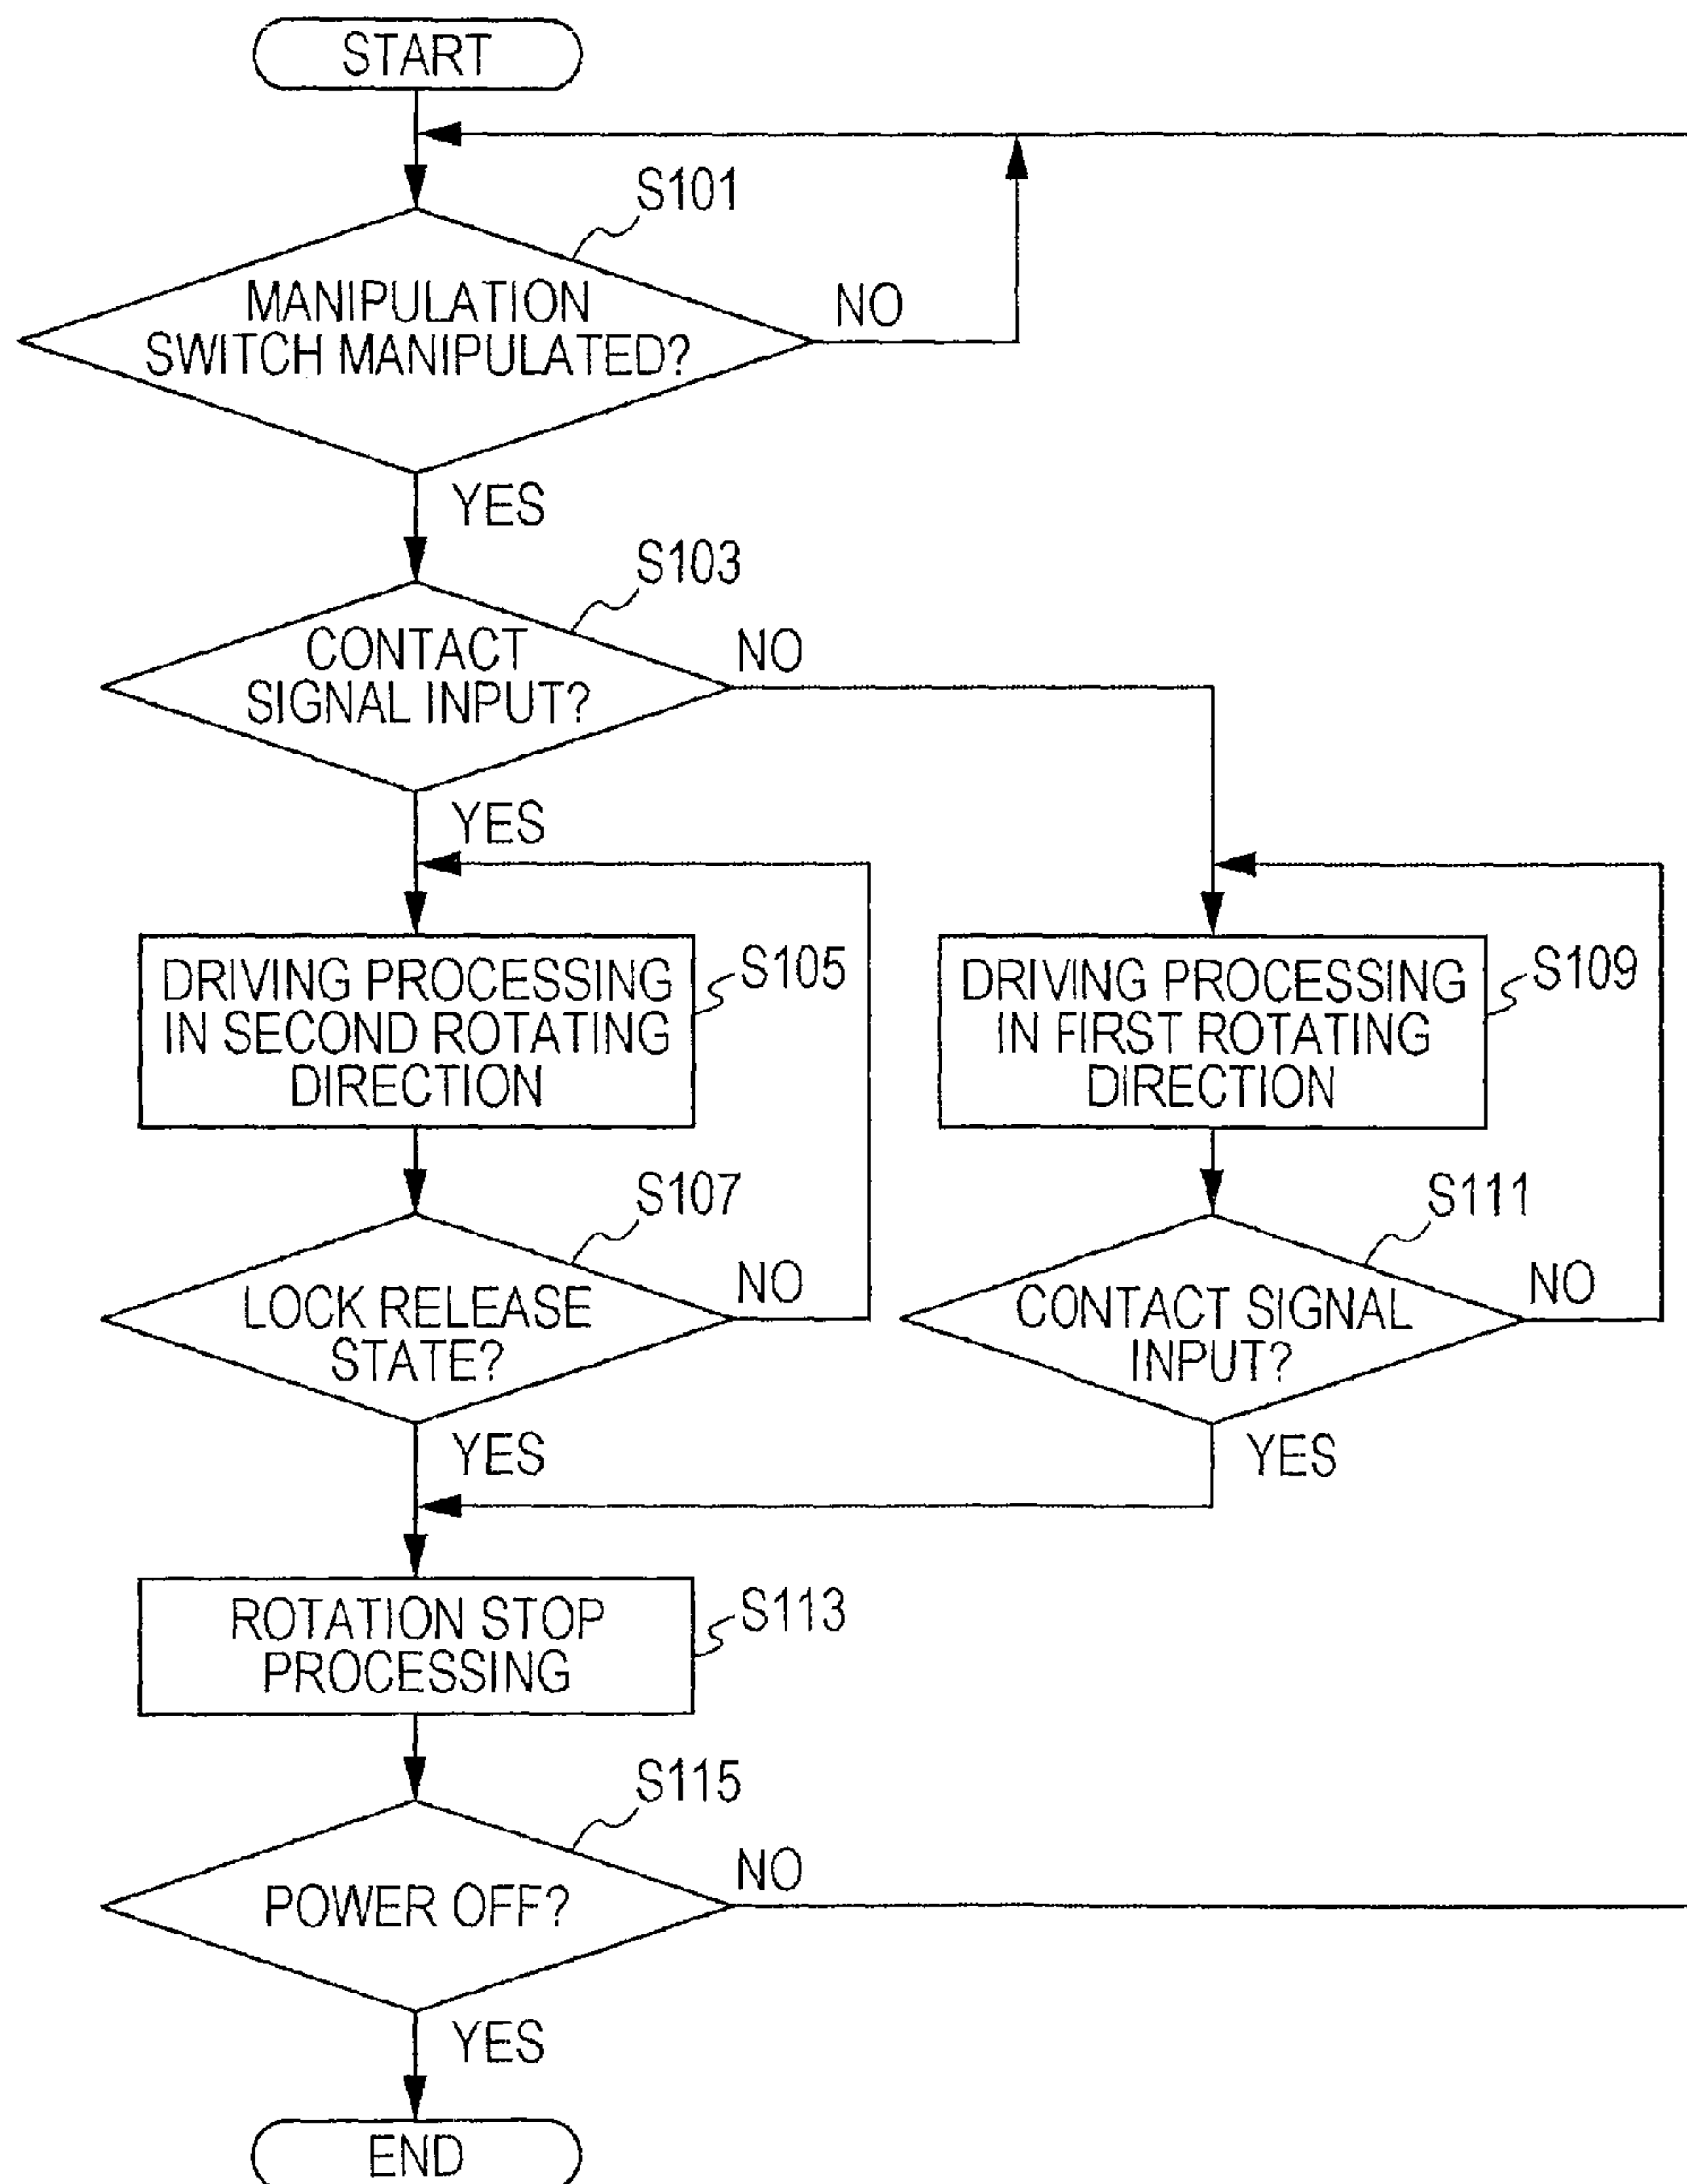 START
S101
MANIPULATION
SWITCH MANIPULATED?
NO
YES
S103
CONTACT
SIGNAL INPUT?
NO
YES
DRIVING PROCESSING
IN SECOND ROTATING
DIRECTION
S105
DRIVING PROCESSING
IN FIRST ROTATING
DIRECTION
S109
S107
LOCK RELEASE
STATE?
NO
YES
S111
CONTACT SIGNAL
INPUT?
NO
YES
ROTATION STOP
PROCESSING
S113
S115
POWER OFF?
NO
YES
END